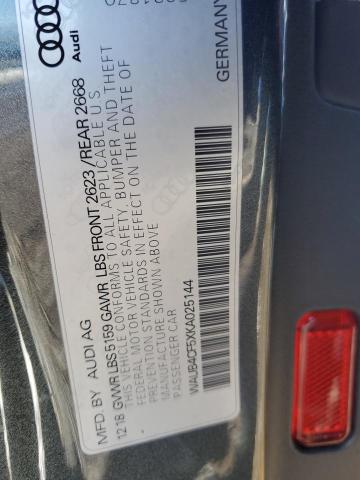 MFD. BY AUDI AG
12 18 GVWR LBS 5159 GAWR LBS FRONT 2623 / REAR 2668
THIS VEHICLE CONFORMS TO ALL APPLICABLE U.S.
FEDERAL MOTOR VEHICLE SAFETY, BUMPER AND THEFT
PREVENTION STANDARDS IN EFFECT ON THE DATE OF
MANUFACTURE SHOWN ABOVE
PASSENGER CAR
WAUB4CF5XKA025144
Audi
GERMANY